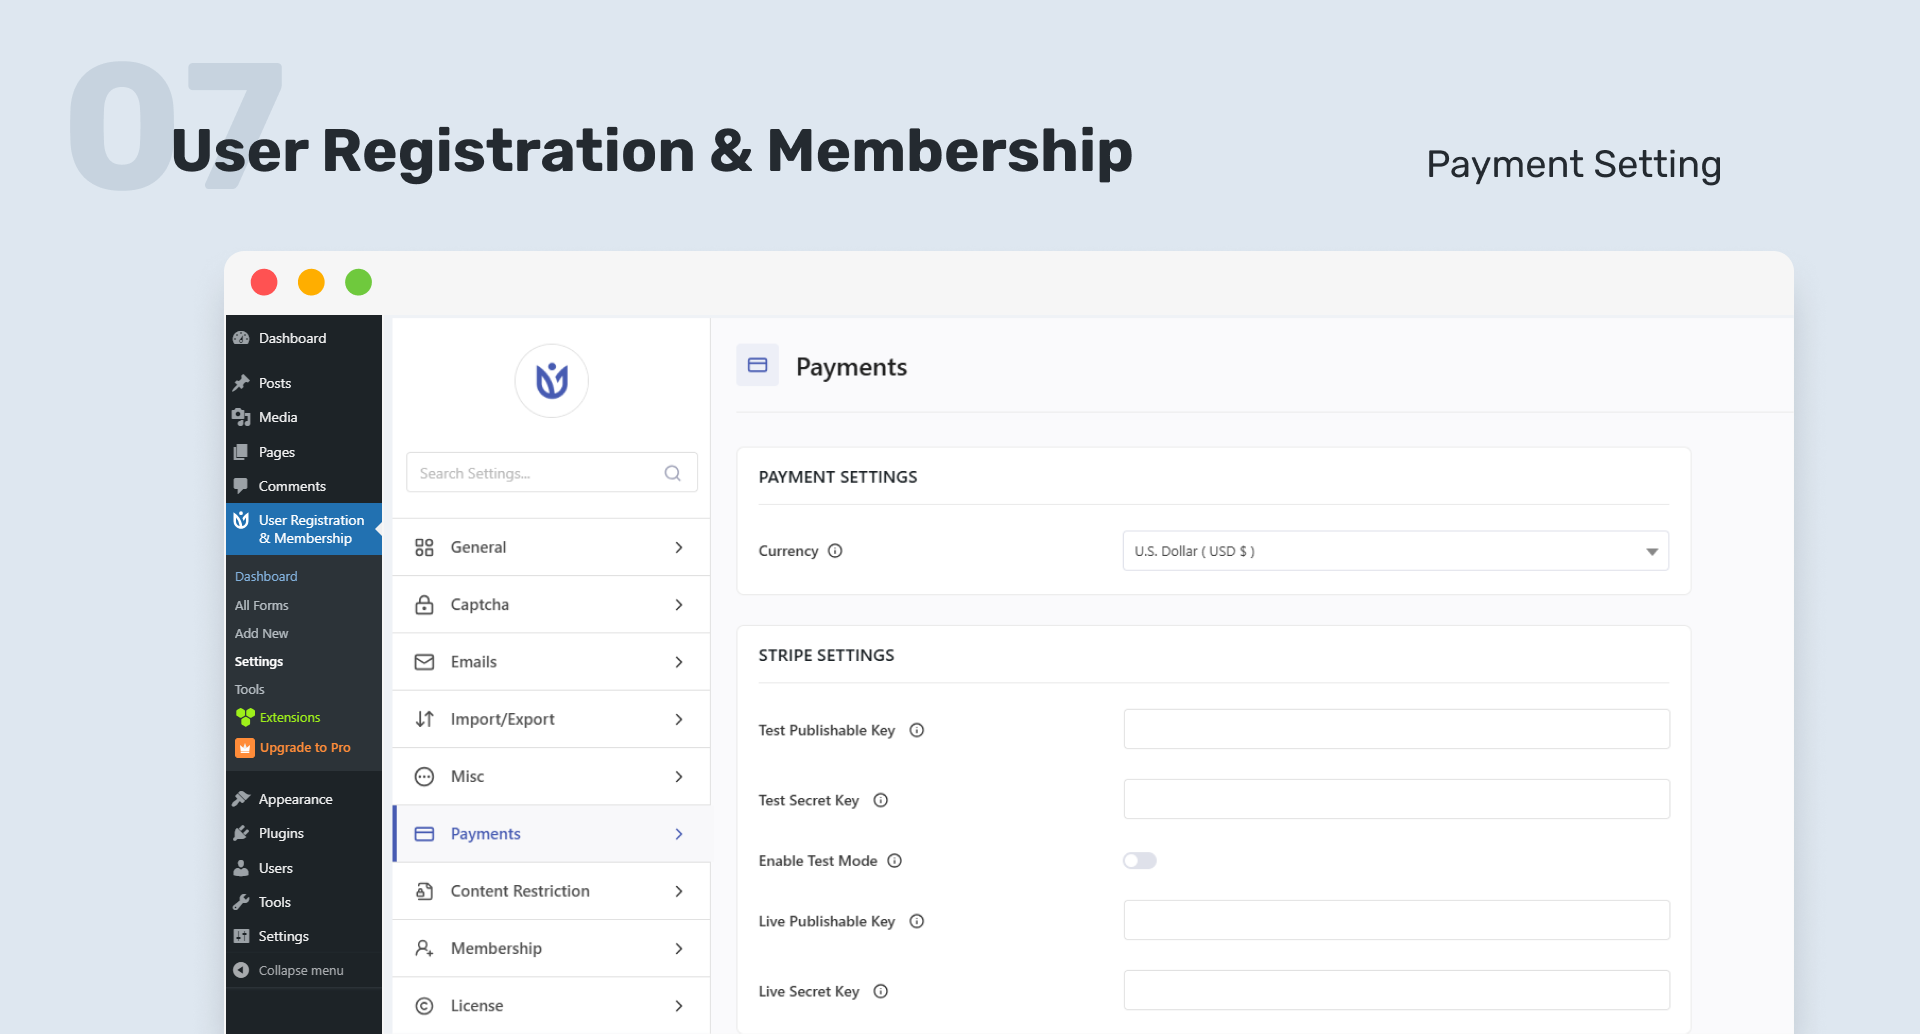 07
User Registration & Membership
Payment Setting
Dashboard
Posts
Media
Pages
Comments
User Registration
& Membership
Dashboard
All Forms
Add New
Settings
Tools
Extensions
Upgrade to Pro
Appearance
Plugins
Users
Tools
Settings
Collapse menu
Search Settings...
General
Captcha
Emails
Import/Export
Misc
Payments
Content Restriction
Membership
License
Payments
PAYMENT SETTINGS
Currency
U.S. Dollar ( USD $ )
STRIPE SETTINGS
Test Publishable Key
Test Secret Key
Enable Test Mode
Live Publishable Key
Live Secret Key